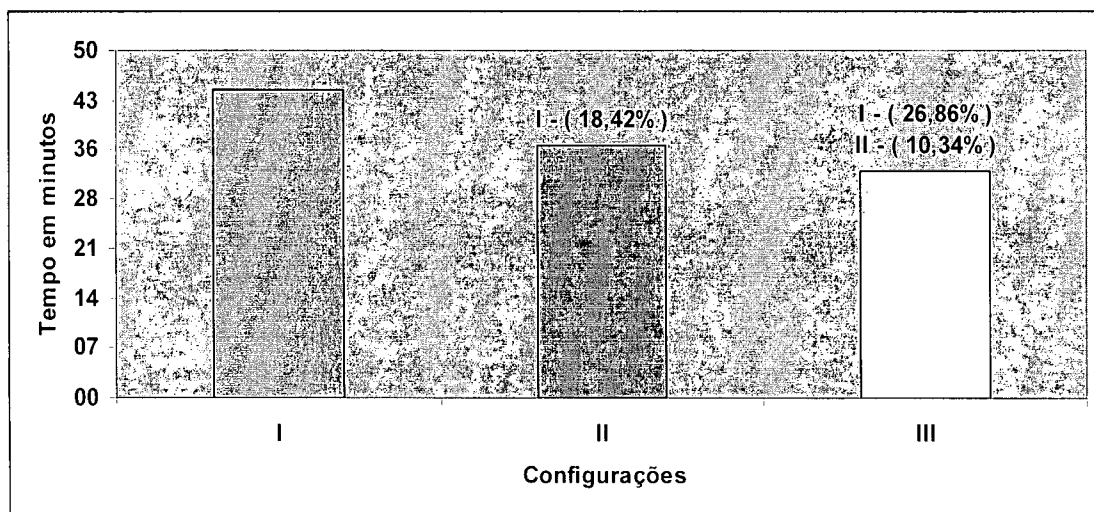 50
43
36
28
21
14
07
00
Tempo em minutos
I - ( 18,42% )
I - ( 26,86% )
II - ( 10,34% )
I
II
III
Configurações